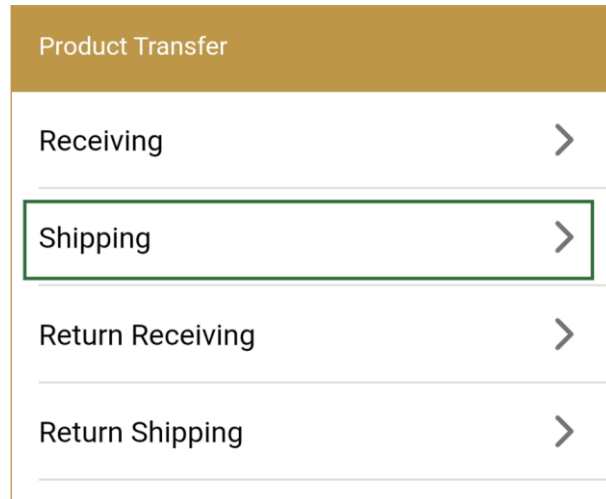 Product Transfer
Receiving
Shipping
Return Receiving
Return Shipping